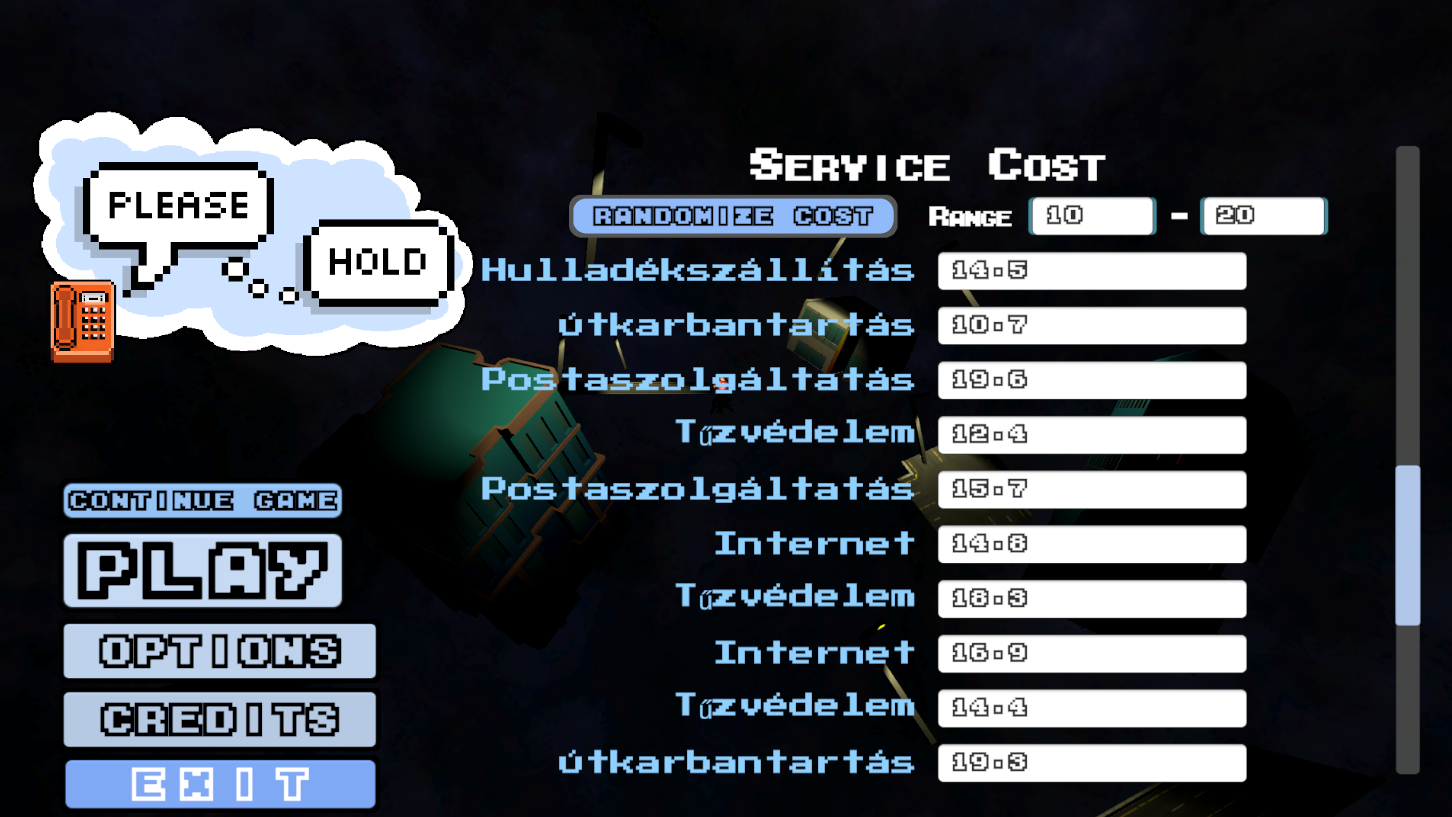 PLEASE
HOLD
CONTINUE GAME
PLAY
OPTIONS
CREDITS
EXIT
Service Cost
RANDOMIZE COST Range 10 - 20
Hulladékszállítás 14.5
útkarbantartás 10.7
Postaszolgáltatás 19.6
Tűzvédelem 12.4
Postaszolgáltatás 15.7
Internet 14.8
Tűzvédelem 18.3
Internet 16.9
Tűzvédelem 14.4
útkarbantartás 19.3